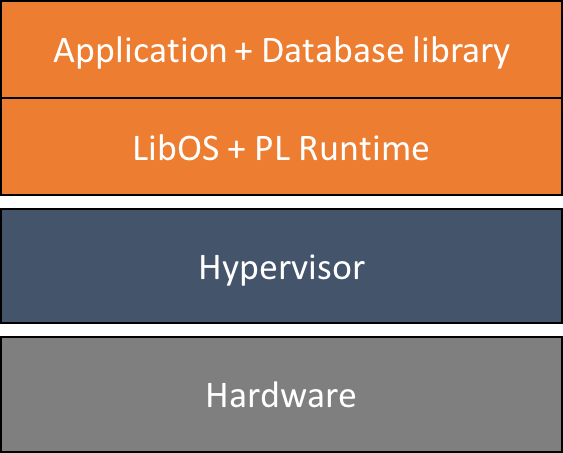 Application + Database library
LibOS + PL Runtime
Hypervisor
Hardware